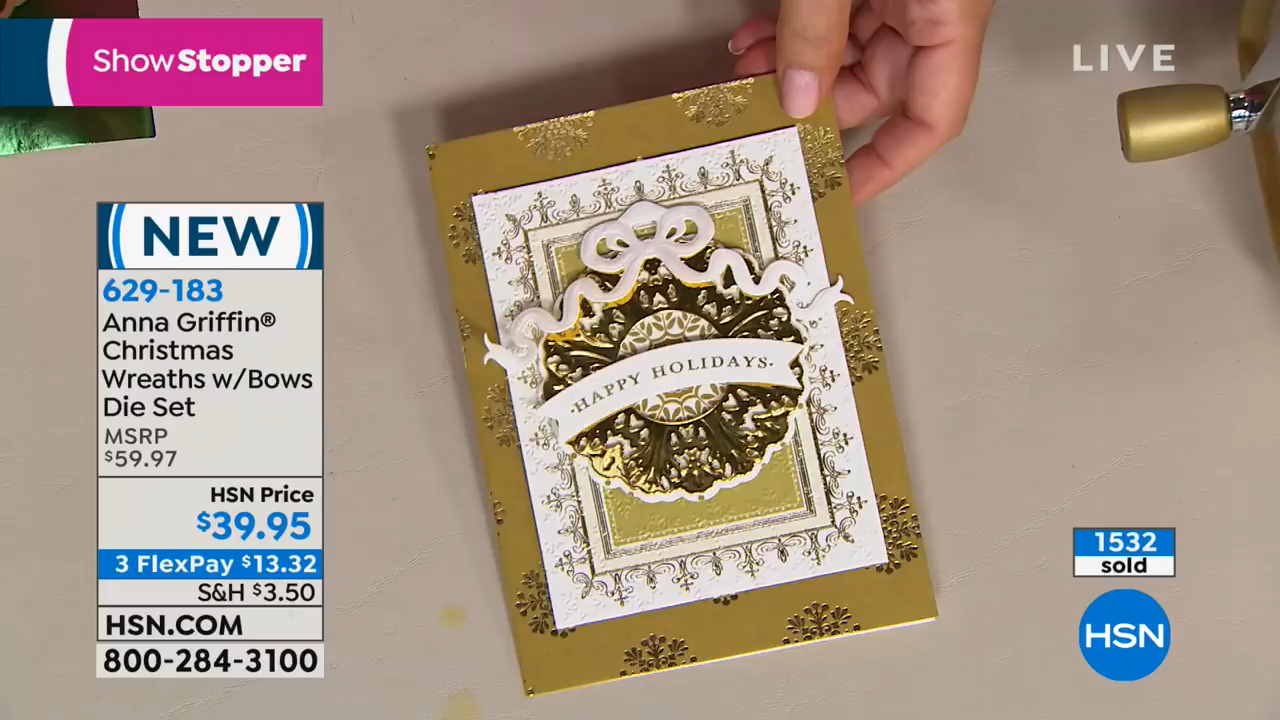 ShowStopper
LIVE
NEW
629-183
Anna Griffin®
Christmas
Wreaths w/Bows
Die Set
MSRP
$59.97
HSN Price
$39.95
3 FlexPay $13.32
S&H $3.50
HSN.COM
800-284-3100
·HAPPY HOLIDAYS·
1532
sold
HSN